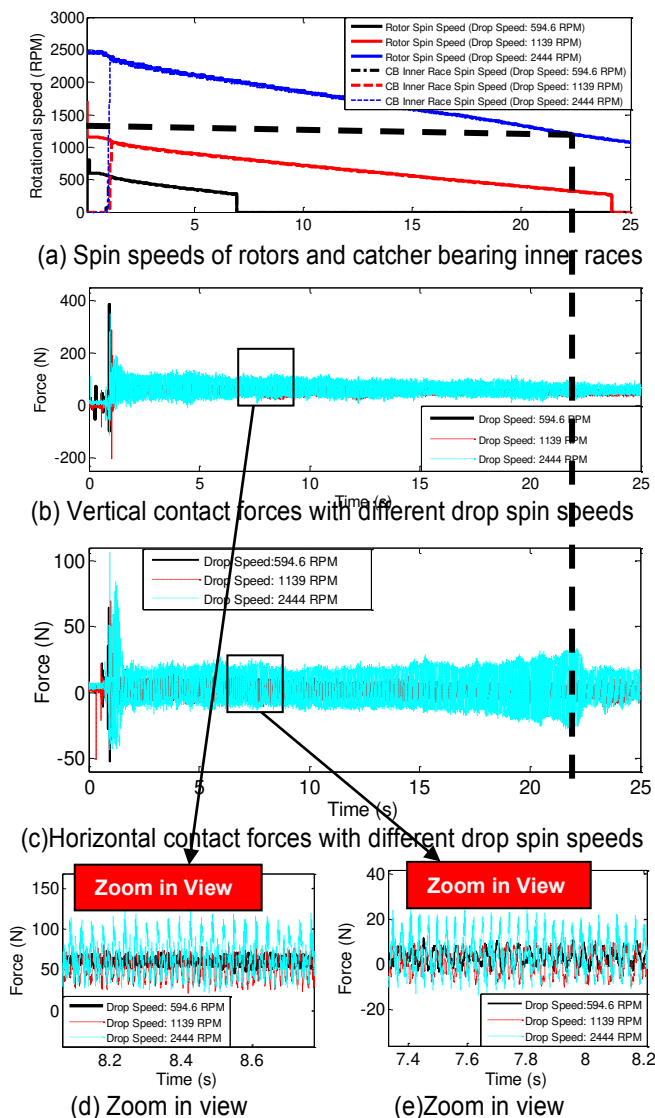 3000
2500
2000
1500
1000
500
0
Rotational speed (RPM)
Rotor Spin Speed (Drop Speed: 594.6 RPM)
Rotor Spin Speed (Drop Speed: 1139 RPM)
Rotor Spin Speed (Drop Speed: 2444 RPM)
CB Inner Race Spin Speed (Drop Speed: 594.6 RPM)
CB Inner Race Spin Speed (Drop Speed: 1139 RPM)
CB Inner Race Spin Speed (Drop Speed: 2444 RPM)
5 10 15 20 25
(a) Spin speeds of rotors and catcher bearing inner races
400
200
0
-200
Force (N)
Drop Speed: 594.6 RPM
Drop Speed: 1139 RPM
Drop Speed: 2444 RPM
0 5 10 15 20 25
Time (s)
(b) Vertical contact forces with different drop spin speeds
100
50
0
-50
Force (N)
Drop Speed:594.6 RPM
Drop Speed: 1139 RPM
Drop Speed: 2444 RPM
0 5 10 15 20 25
Time (s)
(c)Horizontal contact forces with different drop spin speeds
Zoom in View
150
100
50
0
Force (N)
Drop Speed: 594.6 RPM
Drop Speed: 1139 RPM
Drop Speed: 2444 RPM
8.2 8.4 8.6
Time (s)
(d) Zoom in view
Zoom in View
40
20
0
-20
Force (N)
Drop Speed:594.6 RPM
Drop Speed: 1139 RPM
Drop Speed: 2444 RPM
7.4 7.6 7.8 8 8.2
Time (s)
(e)Zoom in view